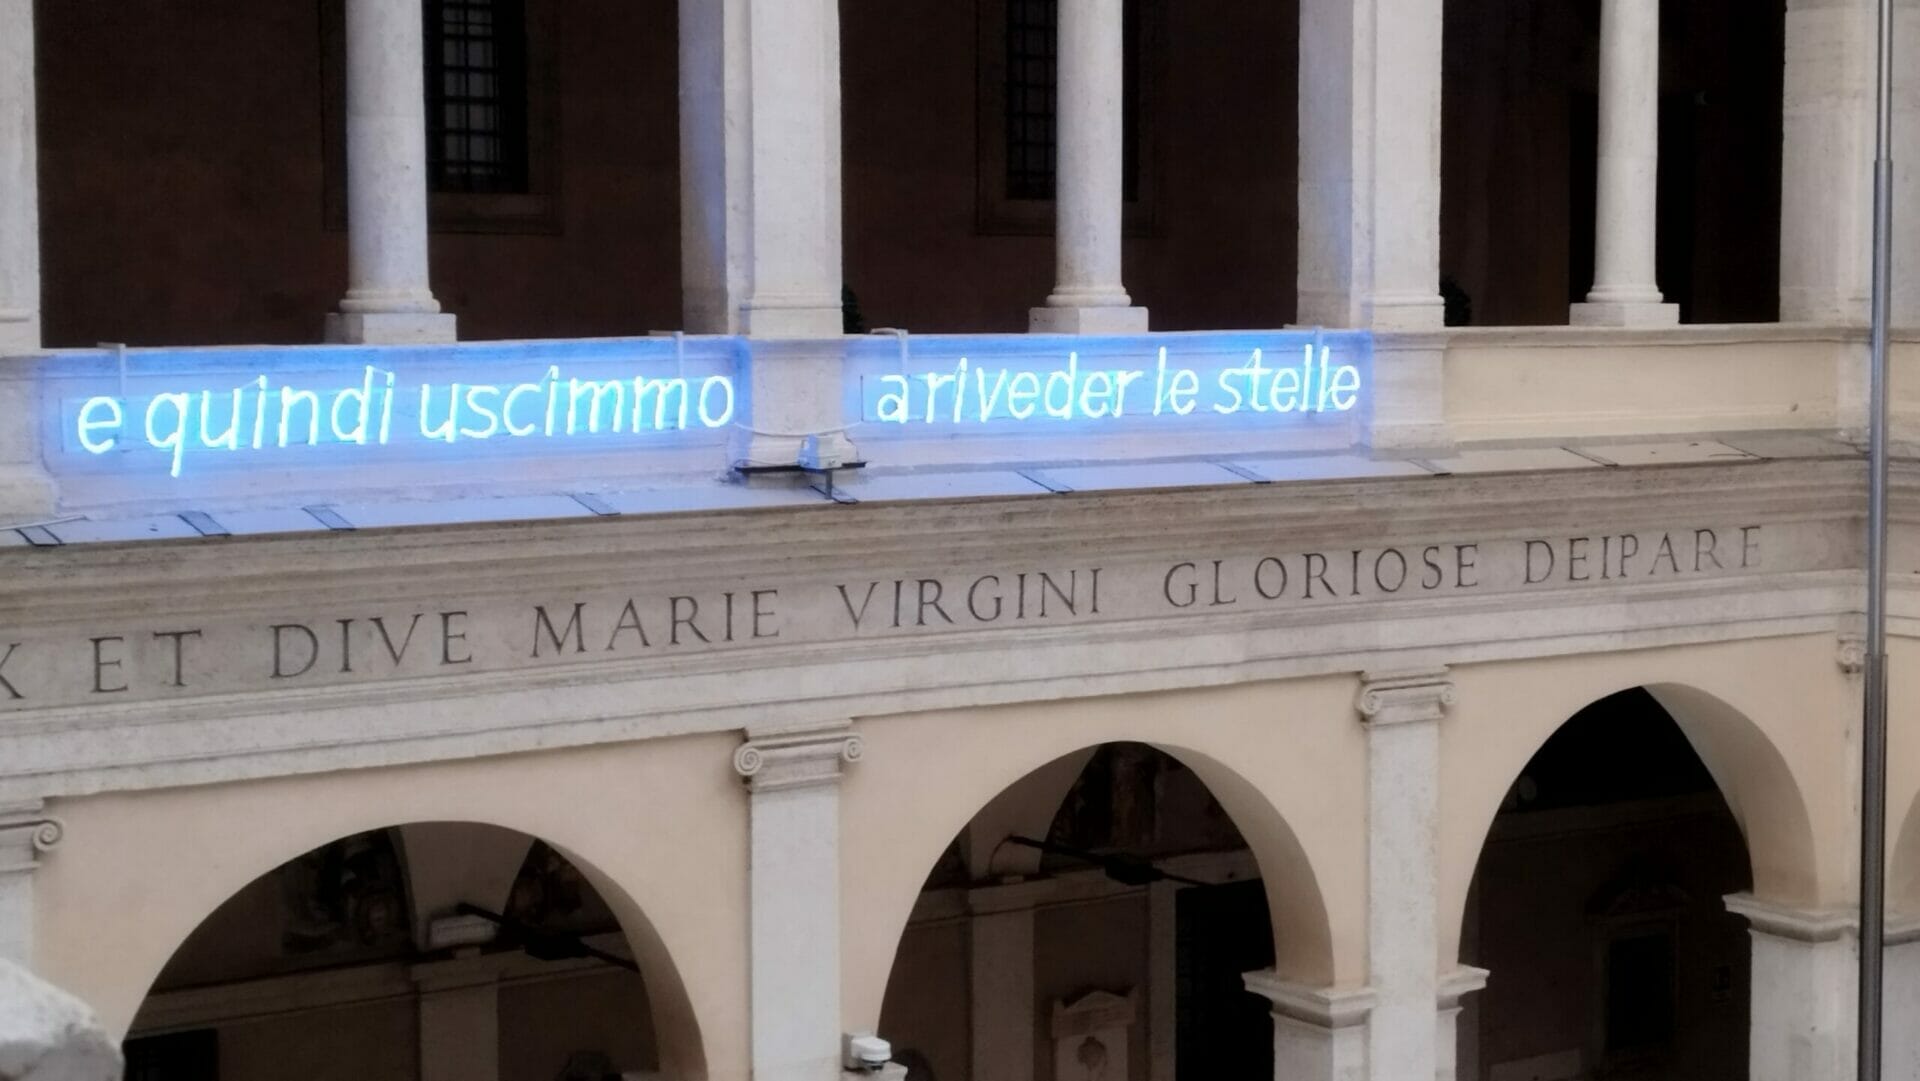 e quindi uscimmo a riveder le stelle
X ET DIVE MARIE VIRGINI GLORIOSE DEIPARE